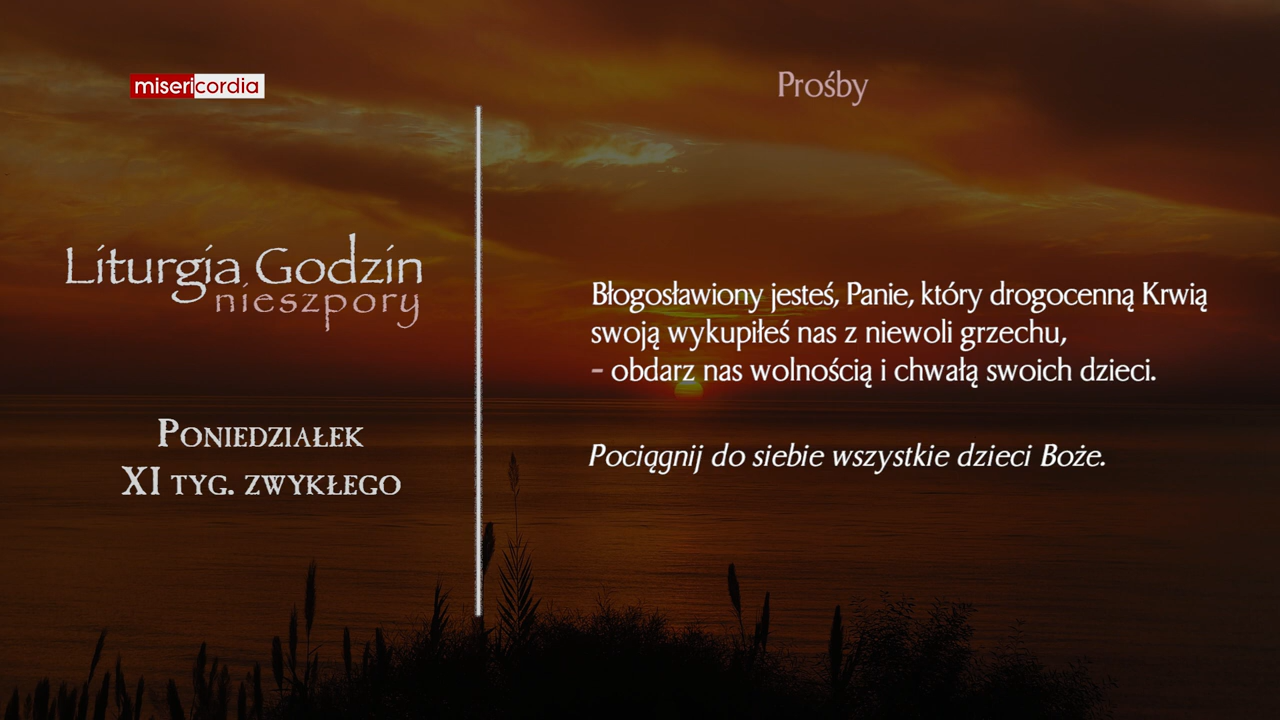 misericordia
Prośby
Liturgia Godzin
nieszpory
Poniedziałek
XI tyg. zwykłego
Błogosławiony jesteś, Panie, który drogocenną Krwią
swoją wykupiłeś nas z niewoli grzechu,
- obdarz nas wolnością i chwałą swoich dzieci.
Pociągnij do siebie wszystkie dzieci Boże.